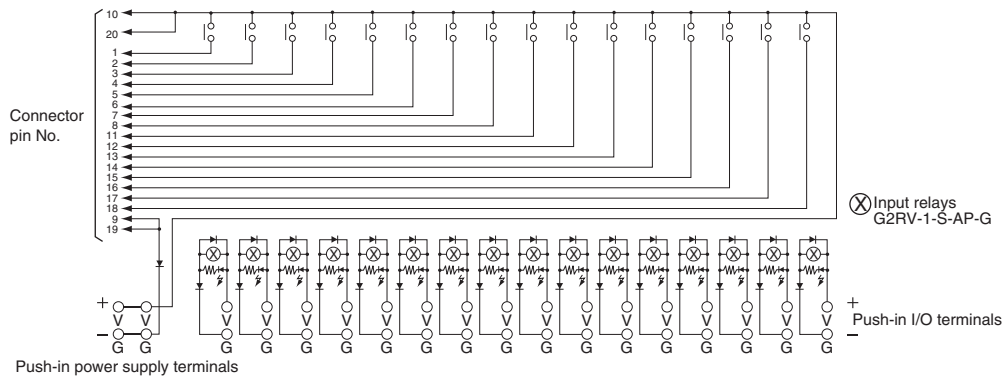 10
20
1
2
3
4
5
6
7
8
11
12
13
14
15
16
17
18
9
19
Connector
pin No.
Input relays
G2RV-1-S-AP-G
+ +
V V V V V V V V V V V V V V V V V V
Push-in I/O terminals
− −
G G G G G G G G G G G G G G G G G G
Push-in power supply terminals